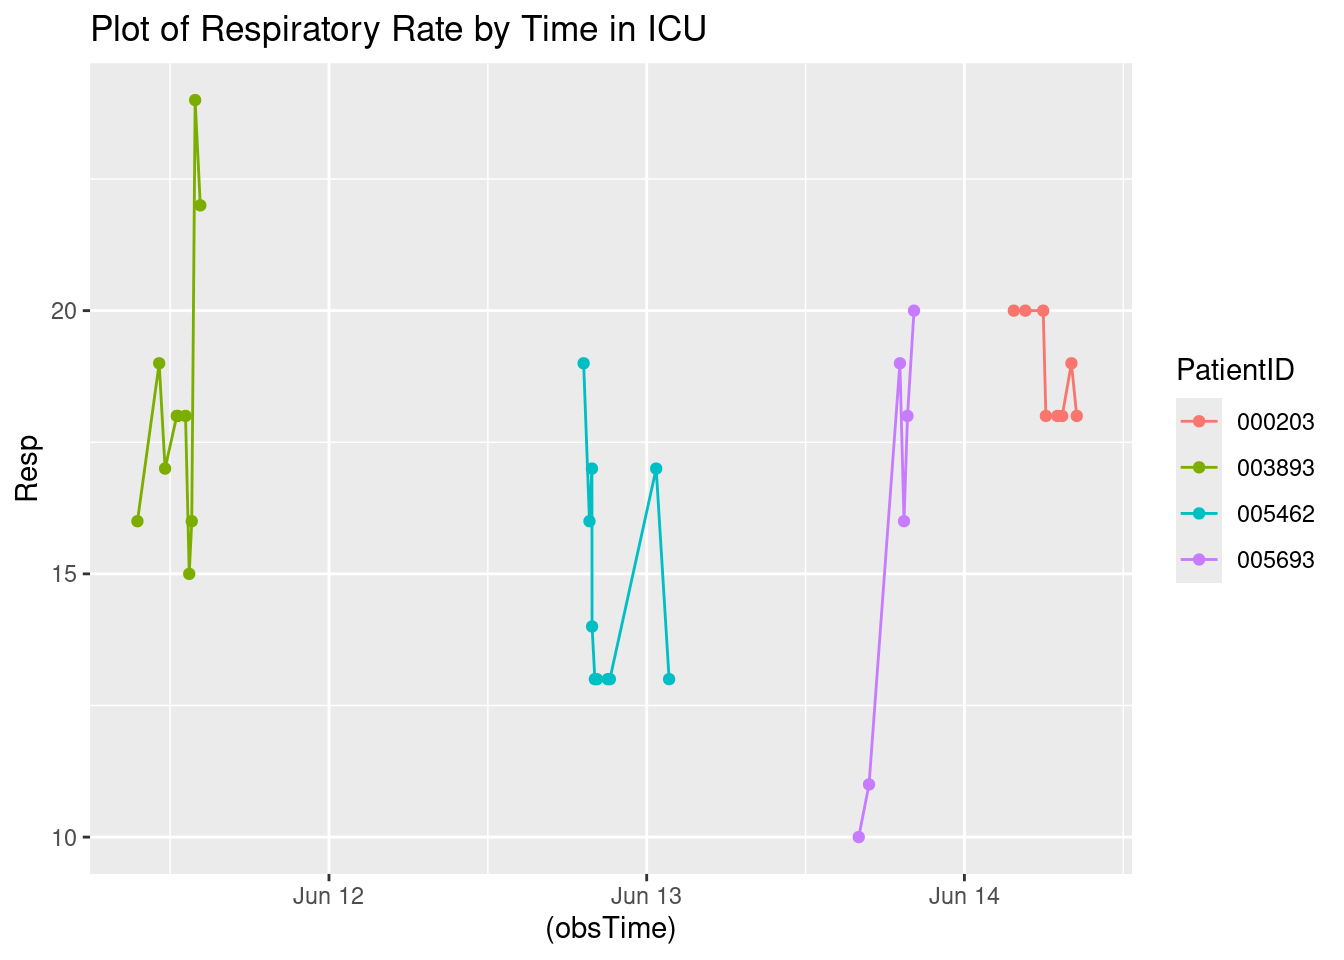 Plot of Respiratory Rate by Time in ICU
Resp
20
15
10
Jun 12 Jun 13 Jun 14
(obsTime)
PatientID
000203
003893
005462
005693